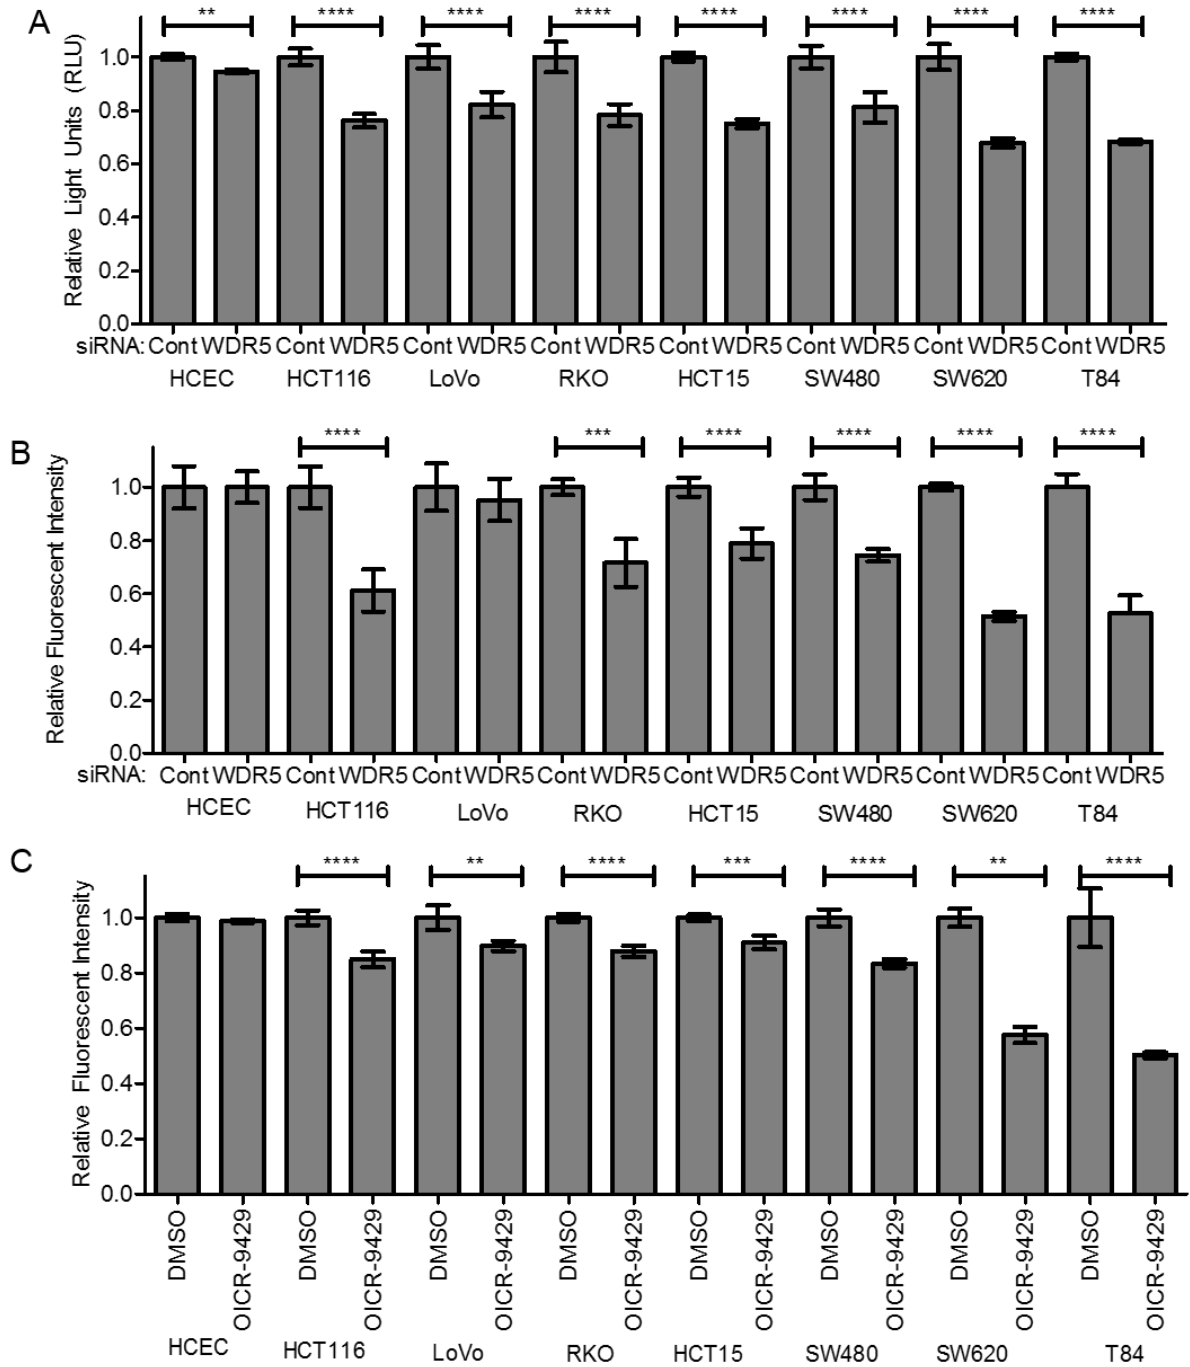 A
** **** **** **** **** **** **** ****
Relative Light Units (RLU)
1.0
0.8
0.6
0.4
0.2
0.0
siRNA: Cont WDR5 Cont WDR5 Cont WDR5 Cont WDR5 Cont WDR5 Cont WDR5 Cont WDR5 Cont WDR5
HCEC HCT116 LoVo RKO HCT15 SW480 SW620 T84
B
**** *** **** **** **** ****
Relative Fluorescent Intensity
1.0
0.8
0.6
0.4
0.2
0.0
siRNA: Cont WDR5 Cont WDR5 Cont WDR5 Cont WDR5 Cont WDR5 Cont WDR5 Cont WDR5 Cont WDR5
HCEC HCT116 LoVo RKO HCT15 SW480 SW620 T84
C
**** ** **** *** **** ** ****
Relative Fluorescent Intensity
1.0
0.8
0.6
0.4
0.2
0.0
DMSO OICR-9429 DMSO OICR-9429 DMSO OICR-9429 DMSO OICR-9429 DMSO OICR-9429 DMSO OICR-9429 DMSO OICR-9429 DMSO OICR-9429
HCEC HCT116 LoVo RKO HCT15 SW480 SW620 T84